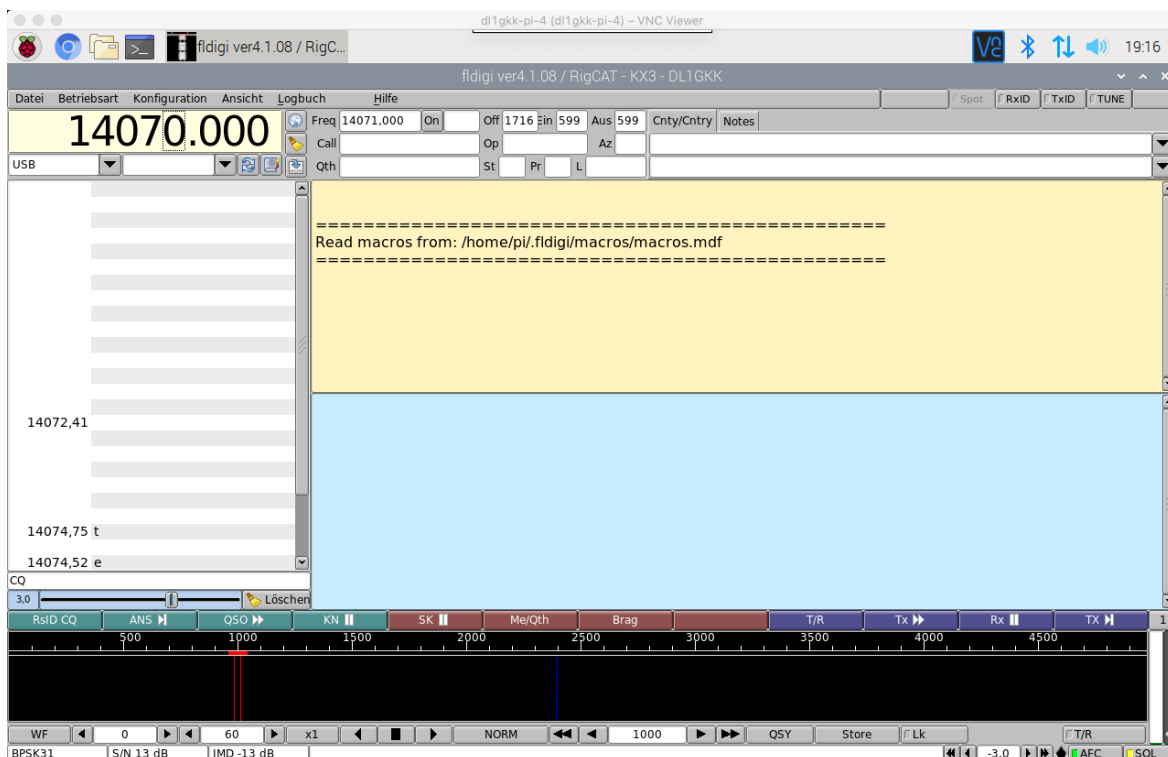 dl1gkk-pi-4 (dl1gkk-pi-4) – VNC Viewer
fldigi ver4.1.08 / RigC...
19:16
fldigi ver4.1.08 / RigCAT - KX3 - DL1GKK
Datei Betriebsart Konfiguration Ansicht Logbuch Hilfe
Spot RxID TxID TUNE
14070.000
Freq 14071,000 On Off 1716 Ein 599 Aus 599 Cnty/Cntry Notes
Call Op Az
USB
Qth St Pr L
==================================================
Read macros from: /home/pi/.fldigi/macros/macros.mdf
==================================================
14072,41
14074,75 t
14074,52 e
CQ
3,0 Löschen
RsID CQ ANS QSO KN SK Me/Qth Brag T/R Tx Rx TX 1
500 1000 1500 2000 2500 3000 3500 4000 4500
WF 0 60 x1 NORM 1000 QSY Store Lk T/R
BPSK31 S/N 13 dB IMD -13 dB -3,0 AFC SQL